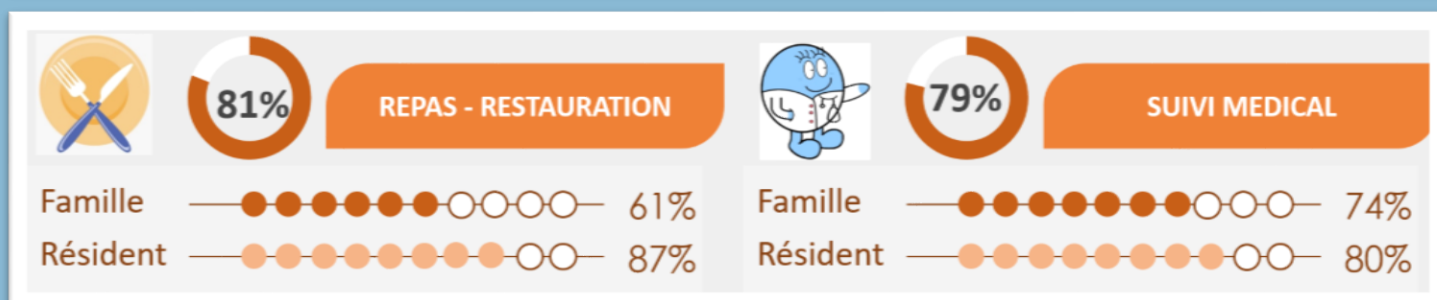 81%
REPAS - RESTAURATION
Famille 61%
Résident 87%
79%
SUIVI MEDICAL
Famille 74%
Résident 80%